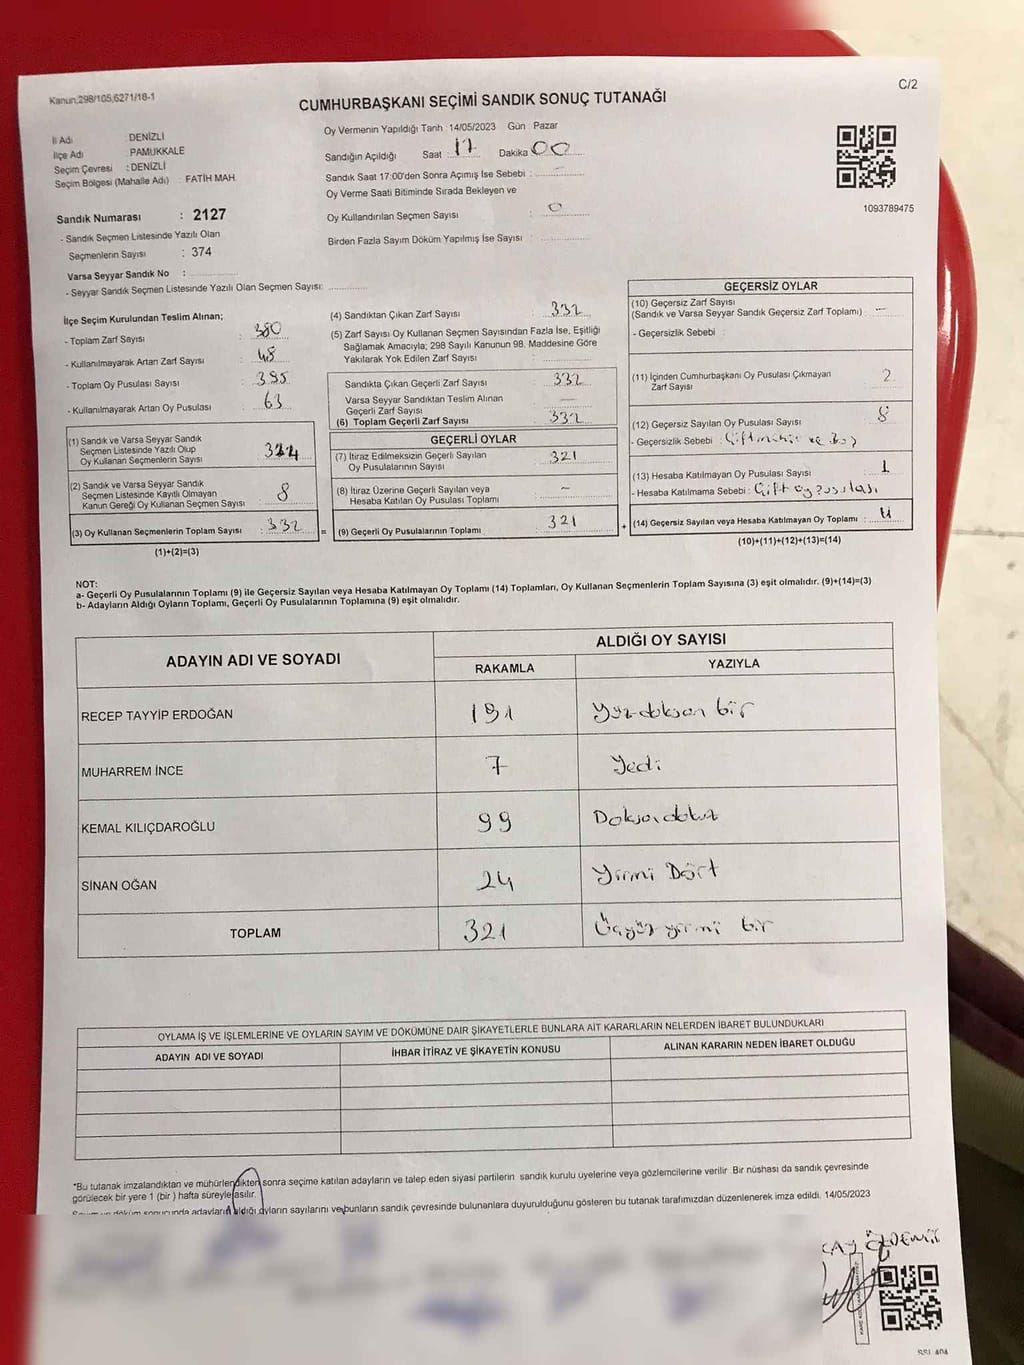 Kanun;298/105,6271/18-1
C/2
CUMHURBAŞKANI SEÇİMİ SANDIK SONUÇ TUTANAĞI
İl Adı DENİZLİ
İlçe Adı PAMUKKALE
Seçim Çevresi : DENİZLİ
Seçim Bölgesi (Mahalle Adı) : FATİH MAH.
Sandık Numarası : 2127
- Sandık Seçmen Listesinde Yazılı Olan
Seçmenlerin Sayısı : 374
Varsa Seyyar Sandık No :
- Seyyar Sandık Seçmen Listesinde Yazılı Olan Seçmen Sayısı:
Oy Vermenin Yapıldığı Tarih :14/05/2023 Gün : Pazar
Sandığın Açıldığı Saat 17 Dakika 00
Sandık Saat 17:00'den Sonra Açımış İse Sebebi :
Oy Verme Saati Bitiminde Sırada Bekleyen ve
Oy Kullandırılan Seçmen Sayısı : 0
Birden Fazla Sayım Döküm Yapılmış İse Sayısı :
1093789475
İlçe Seçim Kurulundan Teslim Alınan;
- Toplam Zarf Sayısı : 380
- Kullanılmayarak Artan Zarf Sayısı : 48
- Toplam Oy Pusulası Sayısı : 395
- Kullanılmayarak Artan Oy Pusulası : 63
(1) Sandık ve Varsa Seyyar Sandık
Seçmen Listesinde Yazılı Olup
Oy Kullanan Seçmenlerin Sayısı : 324
(2) Sandık ve Varsa Seyyar Sandık
Seçmen Listesinde Kayıtlı Olmayan
Kanun Gereği Oy Kullanan Seçmen Sayısı : 8
(3) Oy Kullanan Seçmenlerin Toplam Sayısı : 332 =
(1)+(2)=(3)
(4) Sandıktan Çıkan Zarf Sayısı : 332
(5) Zarf Sayısı Oy Kullanan Seçmen Sayısından Fazla İse, Eşitliği
Sağlamak Amacıyla; 298 Sayılı Kanunun 98. Maddesine Göre
Yakılarak Yok Edilen Zarf Sayısı :
Sandıkta Çıkan Geçerli Zarf Sayısı : 332
Varsa Seyyar Sandıktan Teslim Alınan
Geçerli Zarf Sayısı : —
(6) Toplam Geçerli Zarf Sayısı : 332
GEÇERLİ OYLAR
(7) İtiraz Edilmeksizin Geçerli Sayılan
Oy Pusulalarının Sayısı : 321
(8) İtiraz Üzerine Geçerli Sayılan veya
Hesaba Katılan Oy Pusulası Toplamı : –
(9) Geçerli Oy Pusulalarının Toplamı : 321 +
GEÇERSİZ OYLAR
(10) Geçersiz Zarf Sayısı
(Sandık ve Varsa Seyyar Sandık Geçersiz Zarf Toplamı) : –
- Geçersizlik Sebebi :
(11) İçinden Cumhurbaşkanı Oy Pusulası Çıkmayan
Zarf Sayısı : 2
(12) Geçersiz Sayılan Oy Pusulası Sayısı : 8
- Geçersizlik Sebebi : Çift mühür ve Boş
(13) Hesaba Katılmayan Oy Pusulası Sayısı : 1
- Hesaba Katılmama Sebebi : Çift oy pusulası
(14) Geçersiz Sayılan veya Hesaba Katılmayan Oy Toplamı : 11
(10)+(11)+(12)+(13)=(14)
NOT:
a- Geçerli Oy Pusulalarının Toplamı (9) ile Geçersiz Sayılan veya Hesaba Katılmayan Oy Toplamı (14) Toplamları, Oy Kullanan Seçmenlerin Toplam Sayısına (3) eşit olmalıdır. (9)+(14)=(3)
b- Adayların Aldığı Oyların Toplamı, Geçerli Oy Pusulalarının Toplamına (9) eşit olmalıdır.
ADAYIN ADI VE SOYADI
ALDIĞI OY SAYISI
RAKAMLA YAZIYLA
RECEP TAYYİP ERDOĞAN 191 Yüzdoksan bir
MUHARREM İNCE 7 Yedi
KEMAL KILIÇDAROĞLU 99 Doksandokuz
SİNAN OĞAN 24 Yirmi Dört
TOPLAM 321 Üçyüzyirmi bir
OYLAMA İŞ VE İŞLEMLERİNE VE OYLARIN SAYIM VE DÖKÜMÜNE DAİR ŞİKAYETLERLE BUNLARA AİT KARARLARIN NELERDEN İBARET BULUNDUKLARI
ADAYIN ADI VE SOYADI İHBAR İTİRAZ VE ŞİKAYETİN KONUSU ALINAN KARARIN NEDEN İBARET OLDUĞU
*Bu tutanak imzalandıktan ve mühürlendikten sonra seçime katılan adayların ve talep eden siyasi partilerin sandık kurulu üyelerine veya gözlemcilerine verilir. Bir nüshası da sandık çevresinde
görülecek bir yere 1 (bir ) hafta süreyle asılır.
Sayım ve döküm sonucunda adayların aldığı oyların sayılarını ve bunların sandık çevresinde bulunanlara duyurulduğunu gösteren bu tutanak tarafımızdan düzenlenerek imza edildi. 14/05/2023
ÖZDEMİR